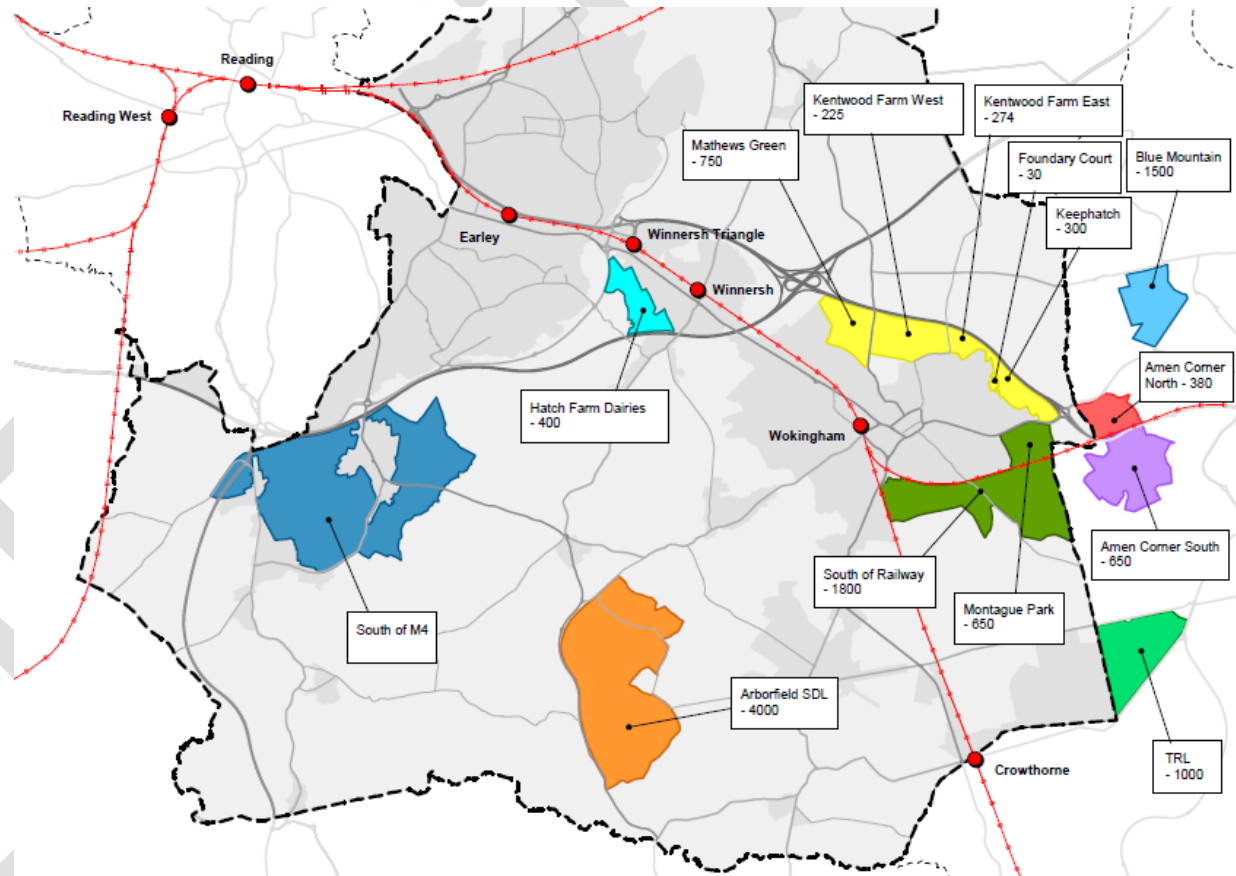 Reading
Reading West
Kentwood Farm West
- 225
Kentwood Farm East
- 274
Mathews Green
- 750
Foundary Court
- 30
Blue Mountain
- 1500
Keephatch
- 300
Earley
Winnersh Triangle
Winnersh
Amen Corner
North - 380
Hatch Farm Dairies
- 400
Wokingham
Amen Corner South
- 650
South of Railway
- 1800
Montague Park
- 650
South of M4
Arborfield SDL
- 4000
TRL
- 1000
Crowthorne